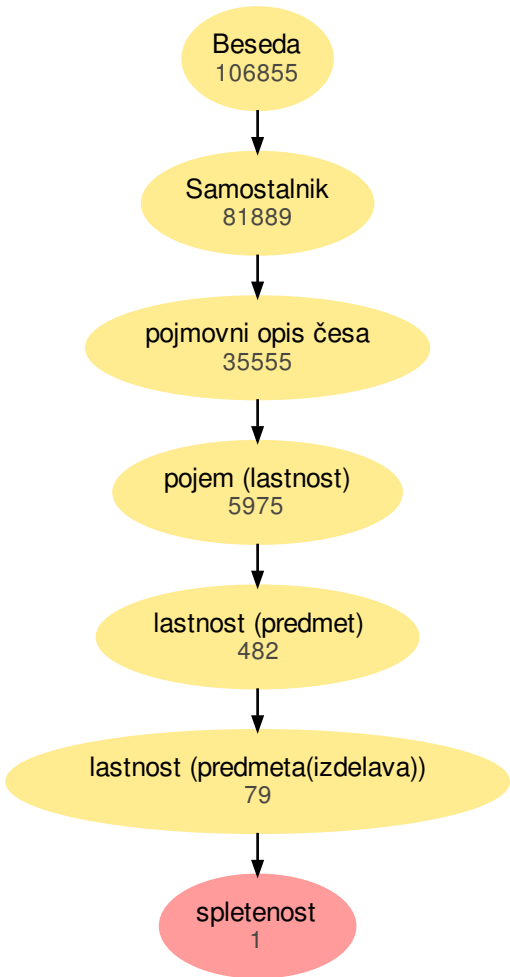 Beseda
106855
Samostalnik
81889
pojmovni opis česa
35555
pojem (lastnost)
5975
lastnost (predmet)
482
lastnost (predmeta(izdelava))
79
spletenost
1